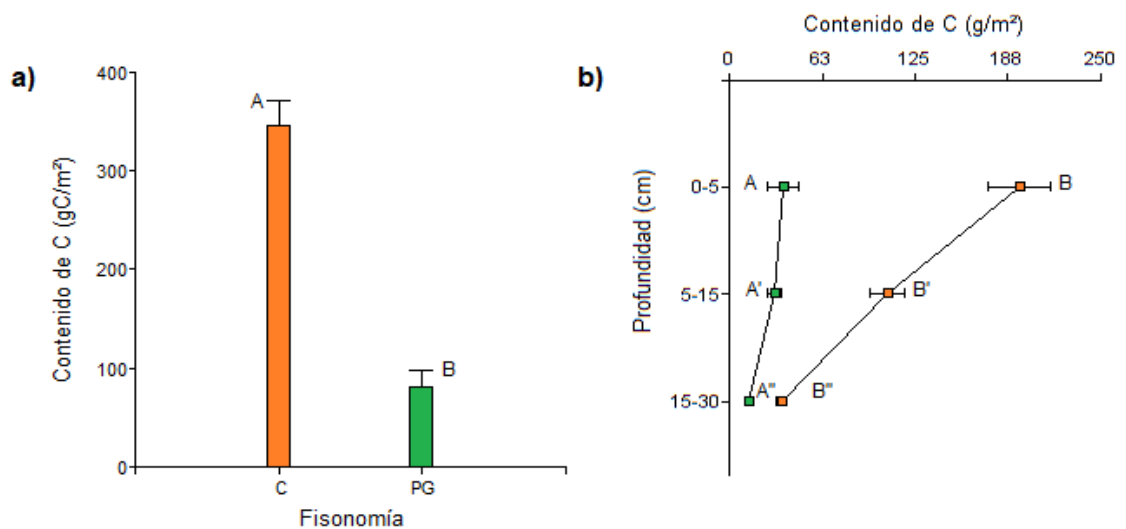 a)
Contenido de C (gC/m²)
400
300
200
100
0
A
B
C
PG
Fisonomía
b)
Contenido de C (g/m²)
0
63
125
188
250
Profundidad (cm)
0-5
5-15
15-30
A
B
A'
B'
A''
B'''